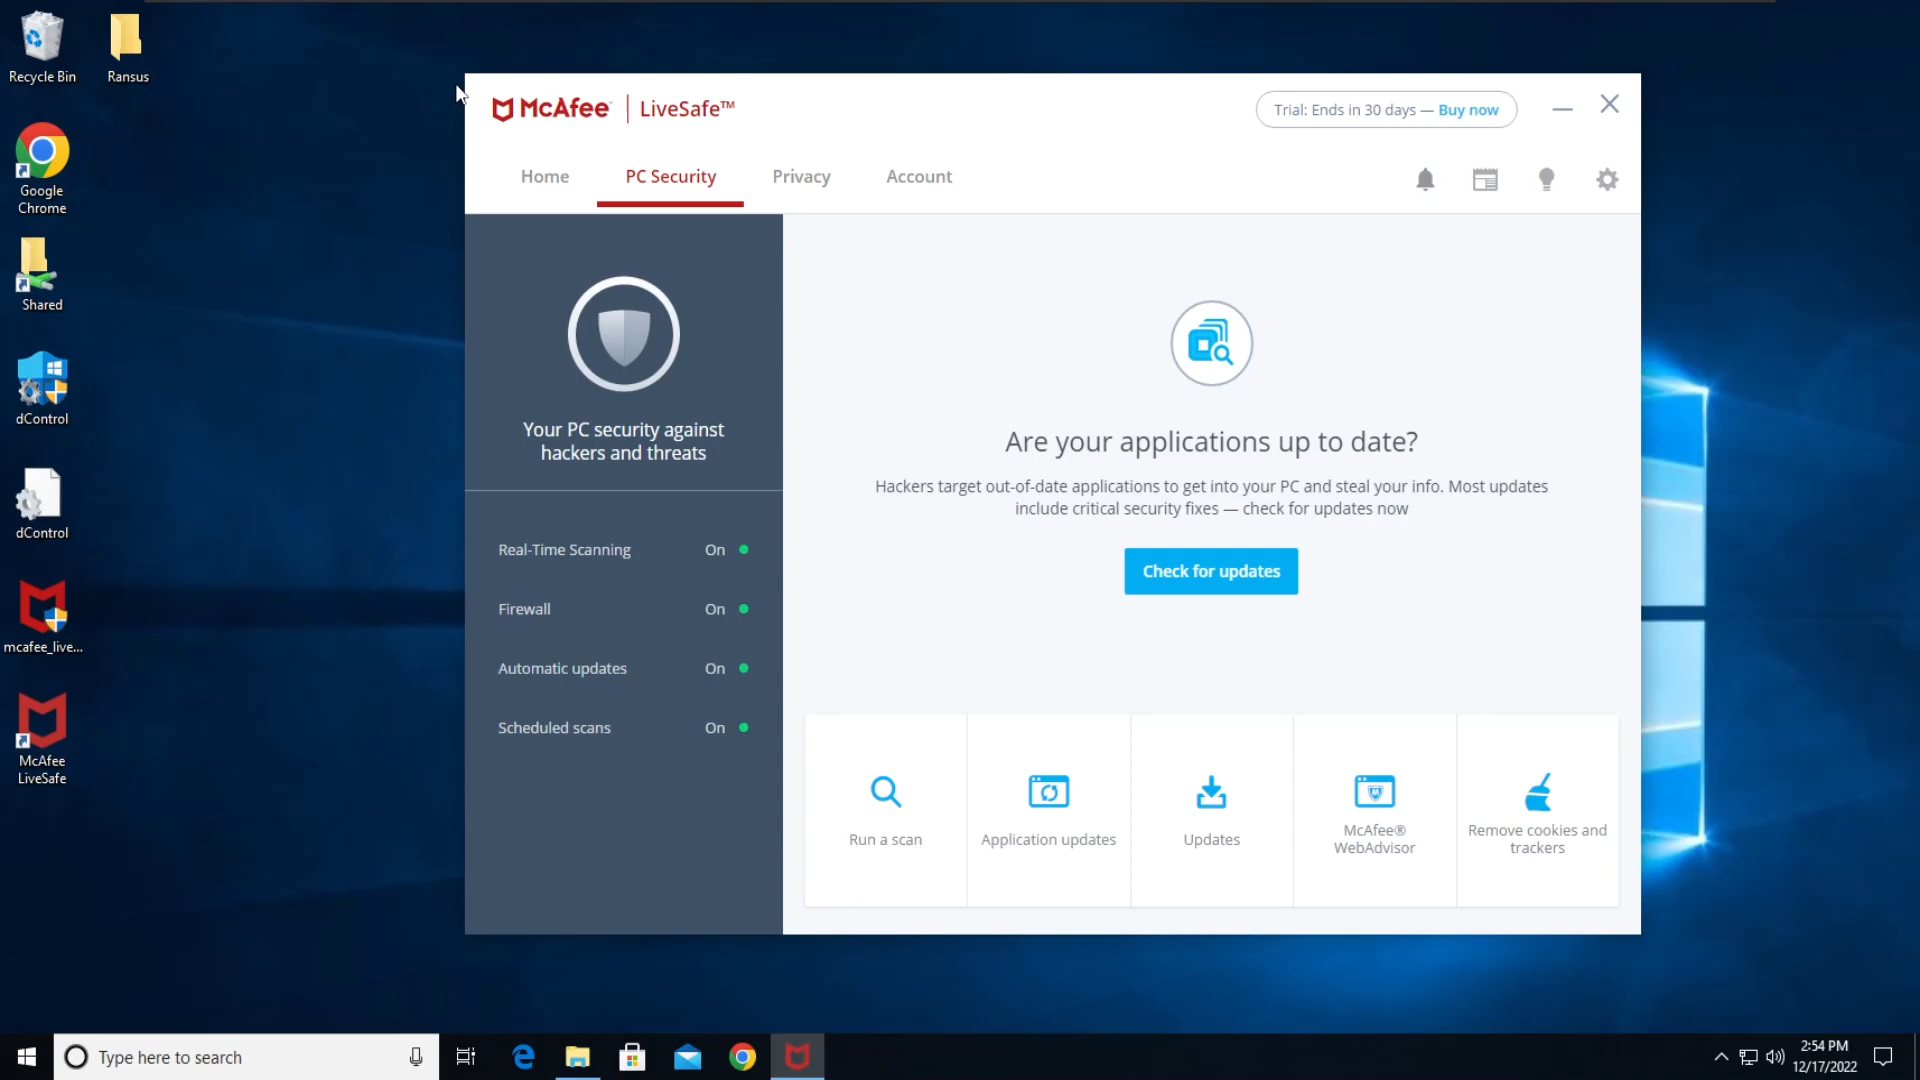 Recycle Bin
Ransus
Google
Chrome
Shared
dControl
dControl
mcafee_live...
McAfee
LiveSafe
McAfee™ | LiveSafe™
Trial: Ends in 30 days — Buy now
Home
PC Security
Privacy
Account
Your PC security against
hackers and threats
Real-Time Scanning On
Firewall On
Automatic updates On
Scheduled scans On
Are your applications up to date?
Hackers target out-of-date applications to get into your PC and steal your info. Most updates
include critical security fixes — check for updates now
Check for updates
Run a scan
Application updates
Updates
McAfee®
WebAdvisor
Remove cookies and
trackers
Type here to search
2:54 PM
12/17/2022